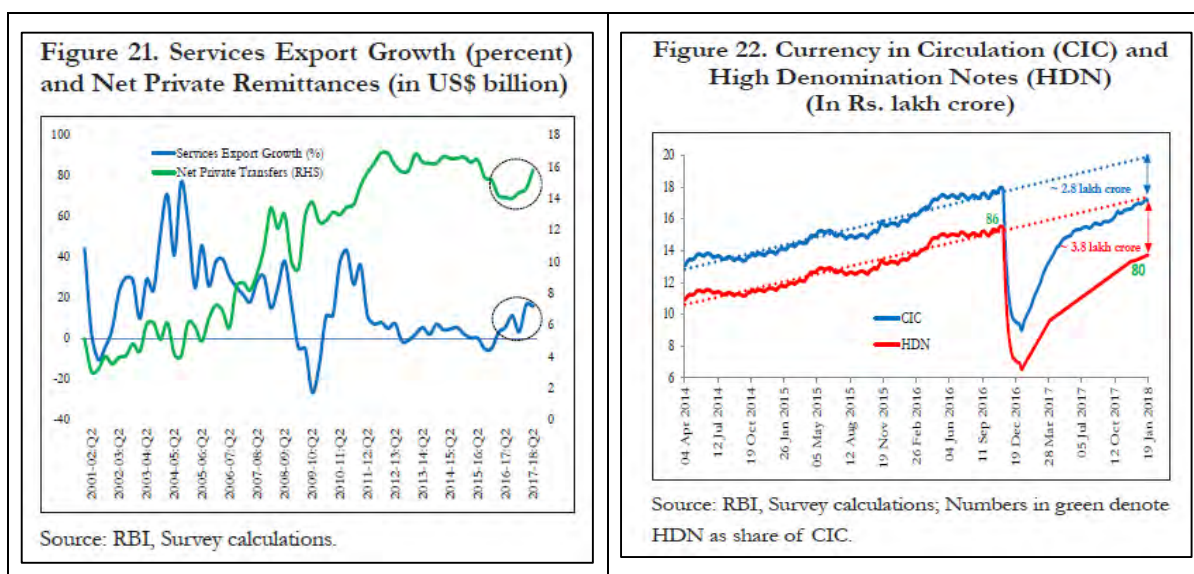 Figure 21. Services Export Growth (percent)
and Net Private Remittances (in US$ billion)
100
80
60
40
20
0
-20
-40
18
16
14
12
10
8
6
4
2
0
Services Export Growth (%)
Net Private Transfers (RHS)
2001-02:Q2
2002-03:Q2
2003-04:Q2
2004-05:Q2
2005-06:Q2
2006-07:Q2
2007-08:Q2
2008-09:Q2
2009-10:Q2
2010-11:Q2
2011-12:Q2
2012-13:Q2
2013-14:Q2
2014-15:Q2
2015-16:Q2
2016-17:Q2
2017-18:Q2
Source: RBI, Survey calculations.
Figure 22. Currency in Circulation (CIC) and
High Denomination Notes (HDN)
(In Rs. lakh crore)
20
18
16
14
12
10
8
6
~ 2.8 lakh crore
86
~ 3.8 lakh crore
80
CIC
HDN
04 Apr 2014
12 Jul 2014
19 Oct 2014
26 Jan 2015
05 May 2015
12 Aug 2015
19 Nov 2015
26 Feb 2016
04 Jun 2016
11 Sep 2016
19 Dec 2016
28 Mar 2017
05 Jul 2017
12 Oct 2017
19 Jan 2018
Source: RBI, Survey calculations; Numbers in green denote
HDN as share of CIC.